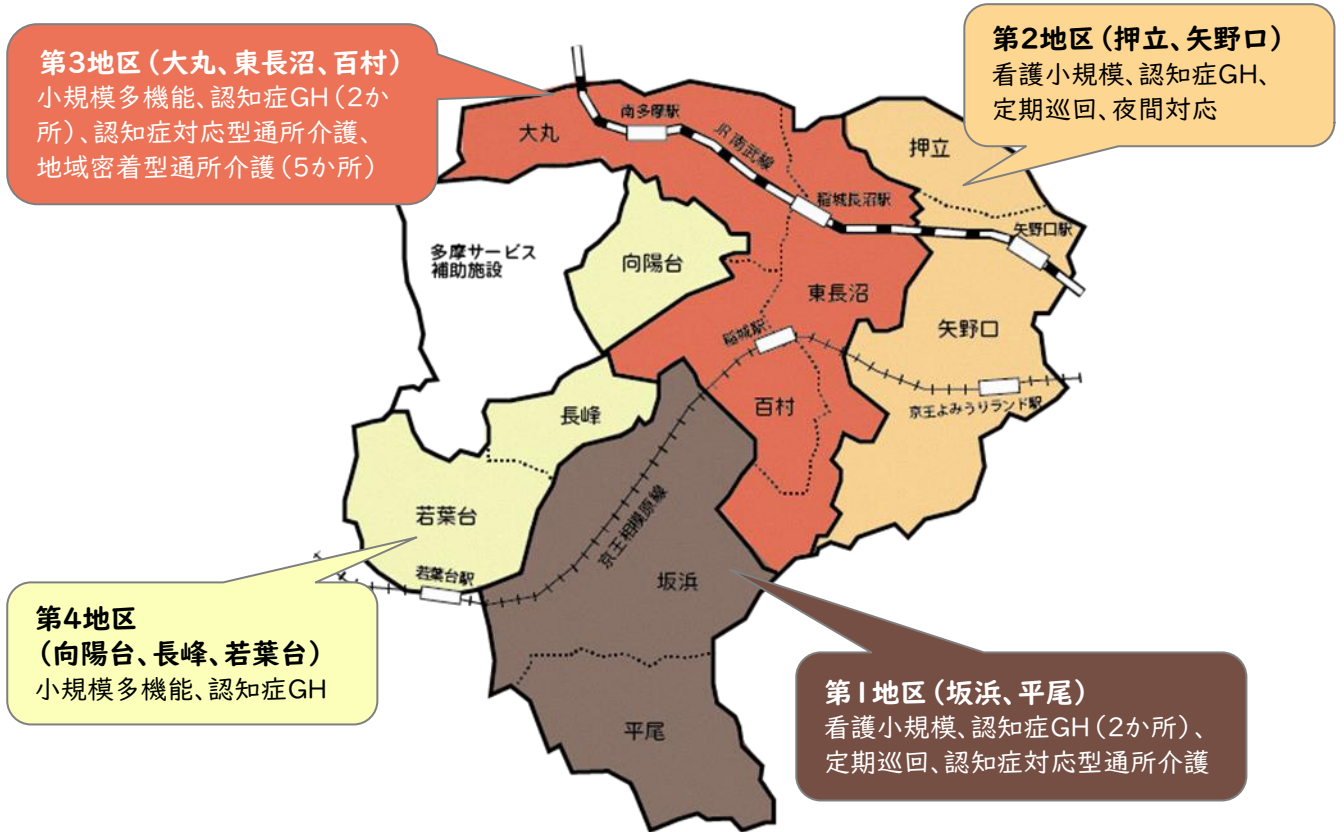 第3地区（大丸、東長沼、百村）
小規模多機能、認知症GH（2か
所）、認知症対応型通所介護、
地域密着型通所介護（5か所）
第2地区（押立、矢野口）
看護小規模、認知症GH、
定期巡回、夜間対応
南多摩駅
大丸
JR南武線
押立
稲城長沼駅
矢野口駅
多摩サービス
補助施設
向陽台
東長沼
稲城駅
矢野口
京王よみうりランド駅
長峰
百村
若葉台
京王相模原線
若葉台駅
坂浜
第4地区
（向陽台、長峰、若葉台）
小規模多機能、認知症GH
第1地区（坂浜、平尾）
看護小規模、認知症GH（2か所）、
定期巡回、認知症対応型通所介護
平尾